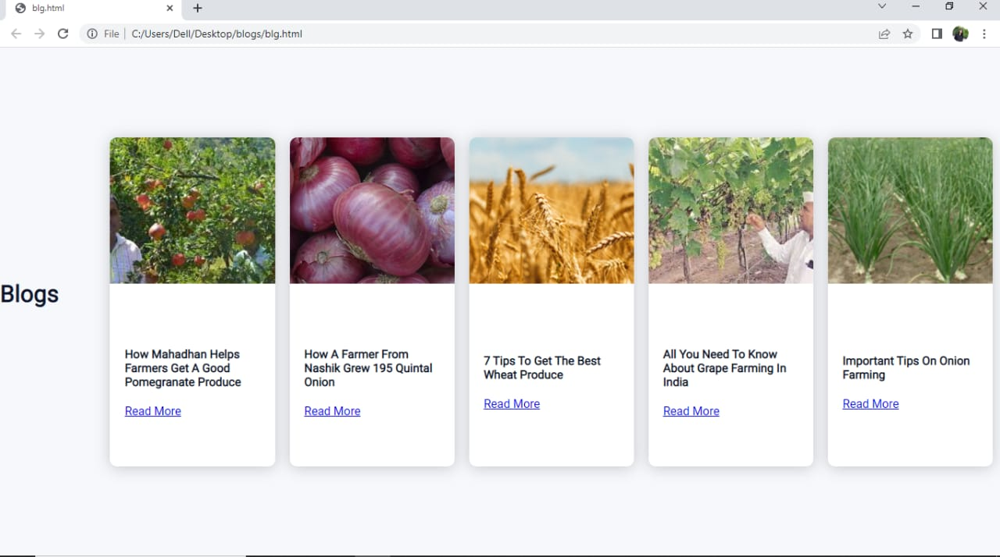 blg.html
File
C:/Users/Dell/Desktop/blogs/blg.html
Blogs
How Mahadhan Helps
Farmers Get A Good
Pomegranate Produce
Read More
How A Farmer From
Nashik Grew 195 Quintal
Onion
Read More
7 Tips To Get The Best
Wheat Produce
Read More
All You Need To Know
About Grape Farming In
India
Read More
Important Tips On Onion
Farming
Read More